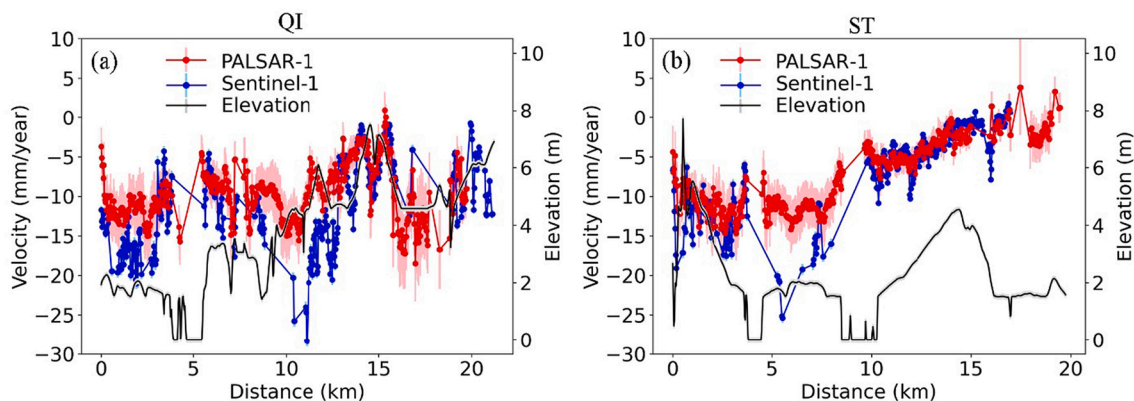 QI
ST
(a)
PALSAR-1
Sentinel-1
Elevation
Velocity (mm/year)
10
5
0
−5
−10
−15
−20
−25
−30
10
8
6
4
2
0
Elevation (m)
0
5
10
15
20
Distance (km)
(b)
PALSAR-1
Sentinel-1
Elevation
Velocity (mm/year)
10
5
0
−5
−10
−15
−20
−25
−30
10
8
6
4
2
0
Elevation (m)
0
5
10
15
20
Distance (km)